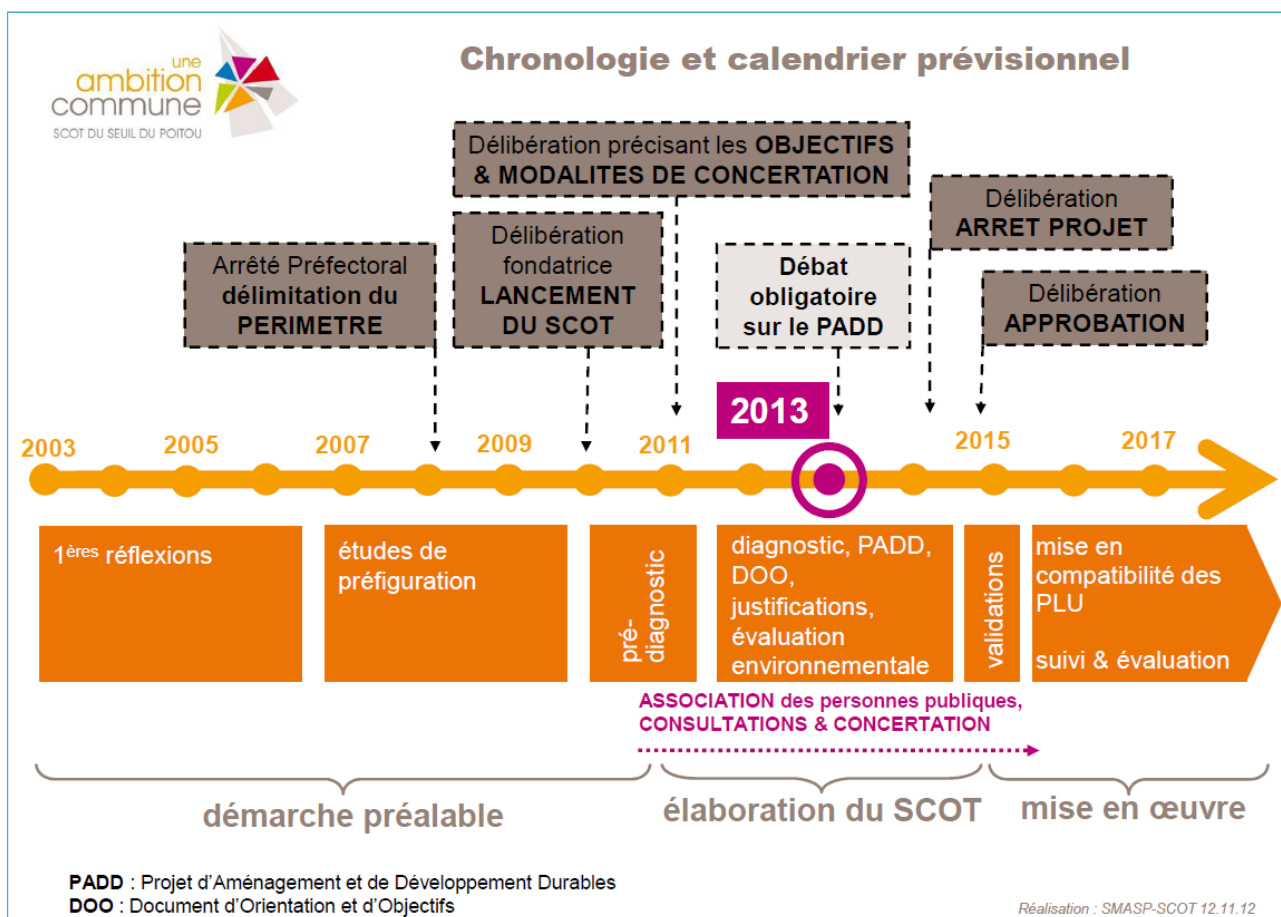 une
ambition
commune
SCOT DU SEUIL DU POITOU
Chronologie et calendrier prévisionnel
Délibération précisant les OBJECTIFS
& MODALITES DE CONCERTATION
Arrêté Préfectoral
délimitation du
PERIMETRE
Délibération
fondatrice
LANCEMENT
DU SCOT
Débat
obligatoire
sur le PADD
Délibération
ARRET PROJET
Délibération
APPROBATION
2003
2005
2007
2009
2011
2013
2015
2017
1ères réflexions
études de
préfiguration
pré-
diagnostic
diagnostic, PADD,
DOO,
justifications,
évaluation
environnementale
validations
mise en
compatibilité des
PLU
suivi & évaluation
ASSOCIATION des personnes publiques,
CONSULTATIONS & CONCERTATION
démarche préalable
élaboration du SCOT
mise en œuvre
PADD : Projet d'Aménagement et de Développement Durables
DOO : Document d'Orientation et d'Objectifs
Réalisation : SMASP-SCOT 12.11.12